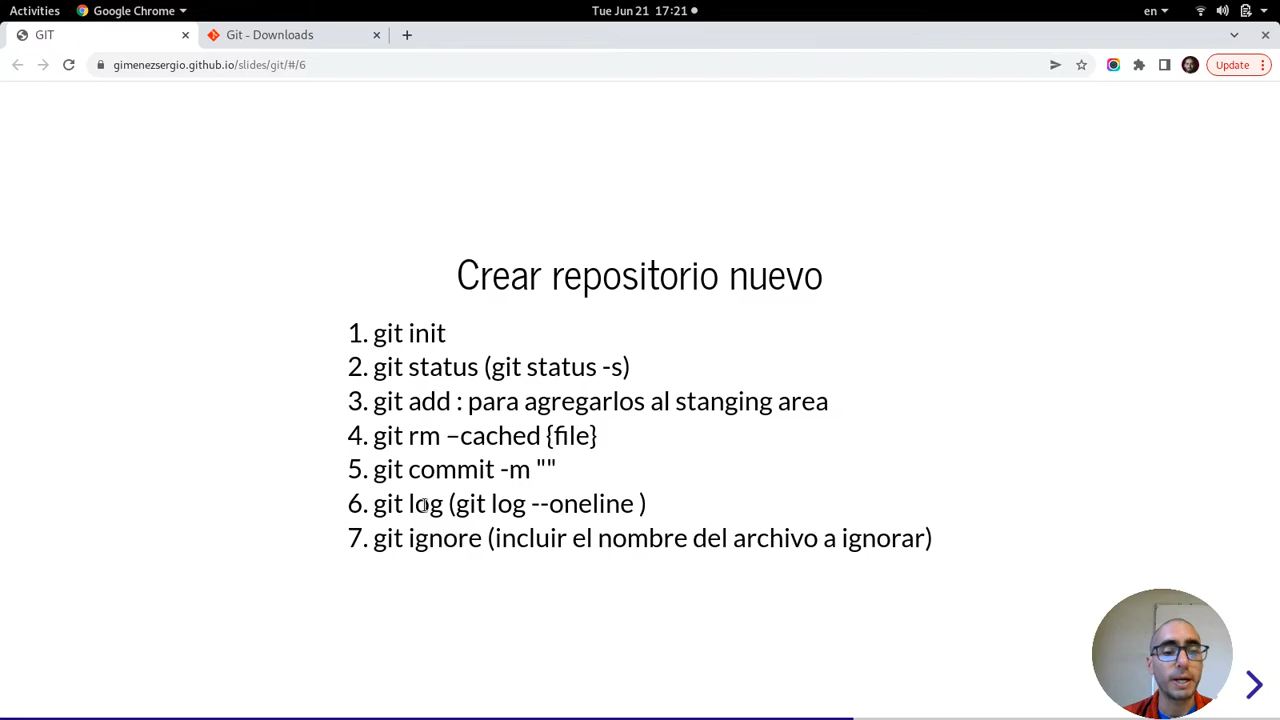 Activities Google Chrome Tue Jun 21 17:21 en
GIT Git - Downloads
gimenezsergio.github.io/slides/git/#/6 Update
Crear repositorio nuevo
1. git init
2. git status (git status -s)
3. git add : para agregarlos al stanging area
4. git rm –cached {file}
5. git commit -m ""
6. git log (git log --oneline )
7. git ignore (incluir el nombre del archivo a ignorar)